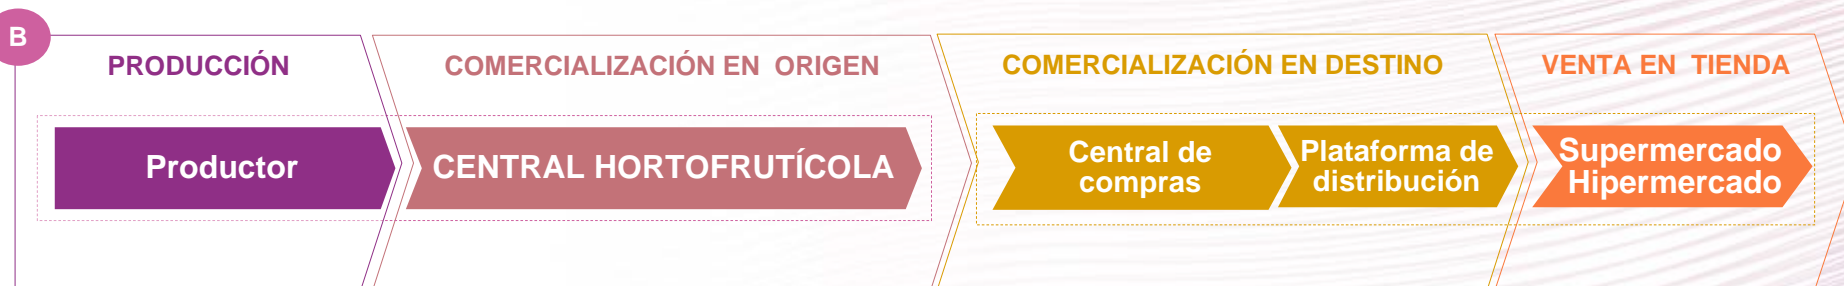 B
PRODUCCIÓN
COMERCIALIZACIÓN EN ORIGEN
COMERCIALIZACIÓN EN DESTINO
VENTA EN TIENDA
Productor
CENTRAL HORTOFRUTÍCOLA
Central de
compras
Plataforma de
distribución
Supermercado
Hipermercado